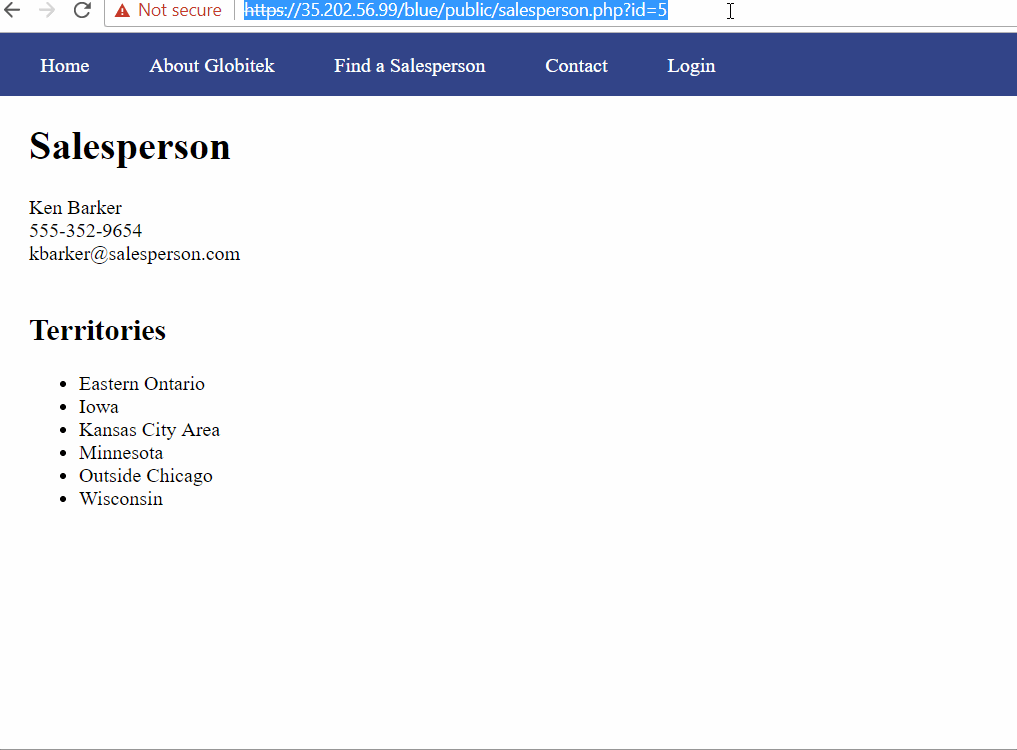 Not secure https://35.202.56.99/blue/public/salesperson.php?id=5
Home About Globitek Find a Salesperson Contact Login
Salesperson
Ken Barker
555-352-9654
kbarker@salesperson.com
Territories
Eastern Ontario
Iowa
Kansas City Area
Minnesota
Outside Chicago
Wisconsin